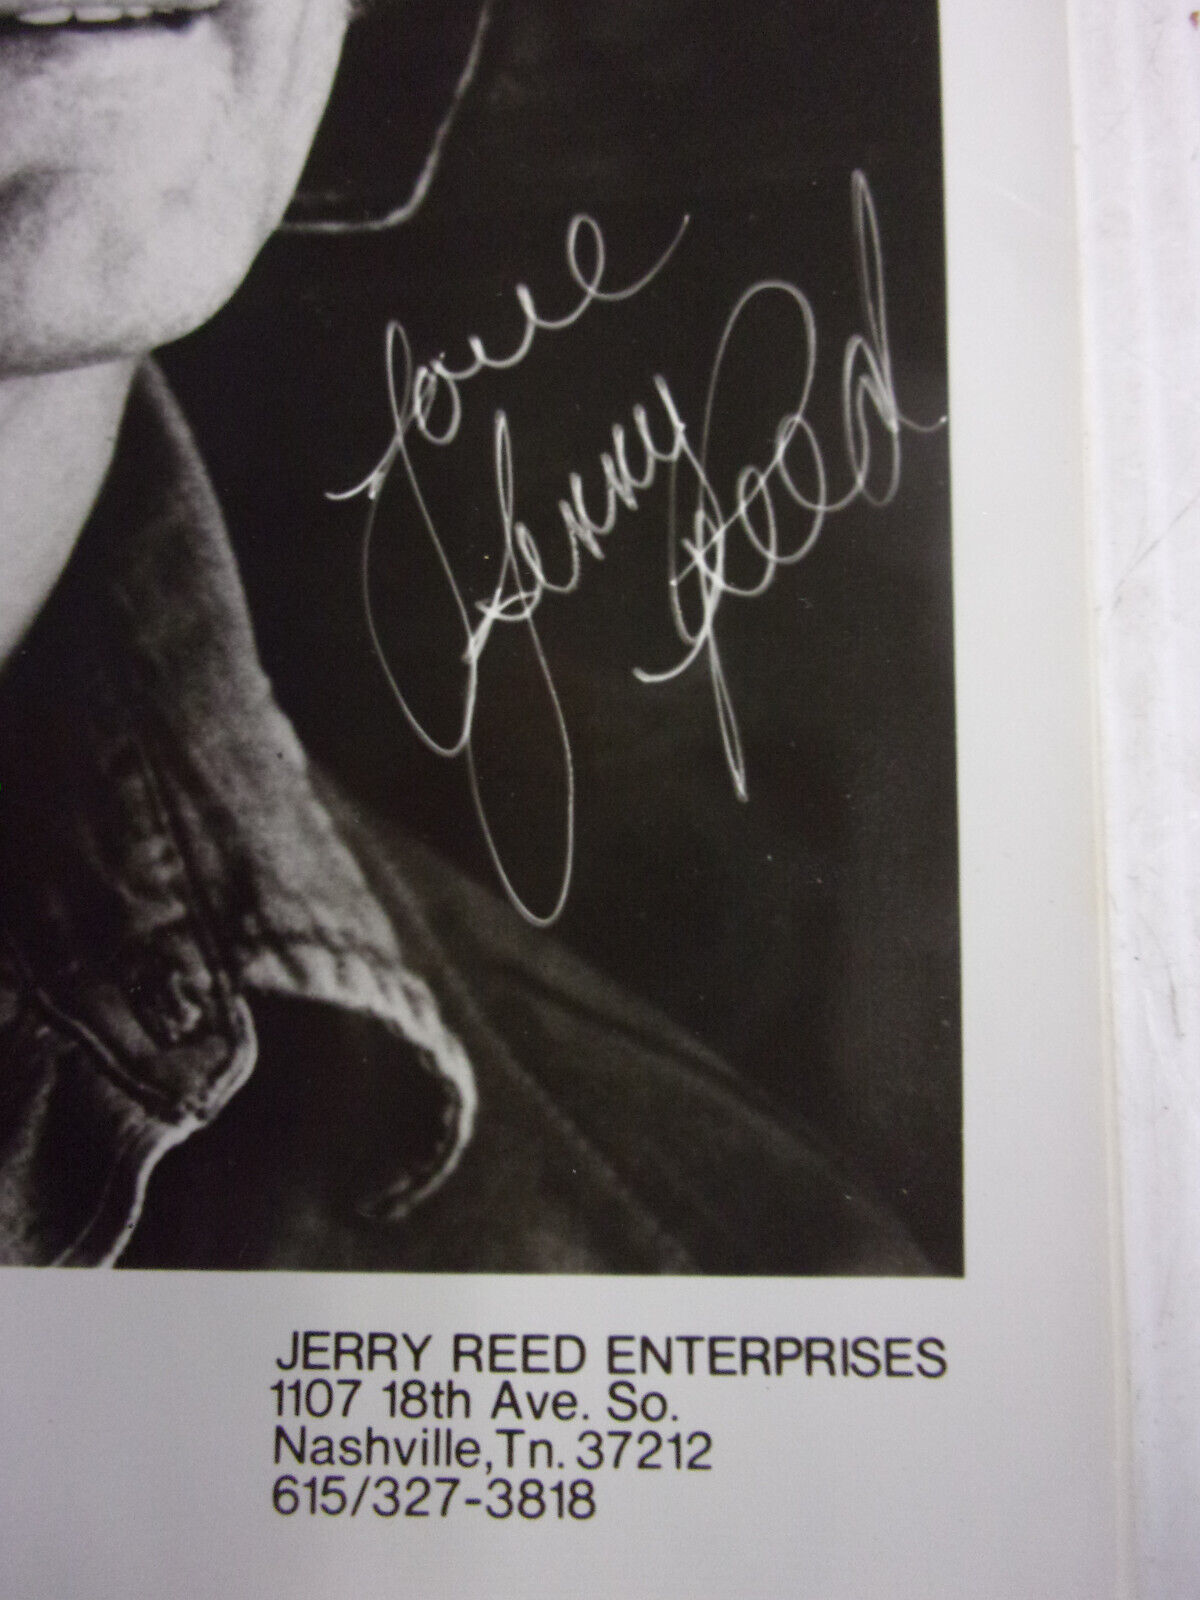 Love
Jerry Reed
JERRY REED ENTERPRISES
1107 18th Ave. So.
Nashville,Tn. 37212
615/327-3818